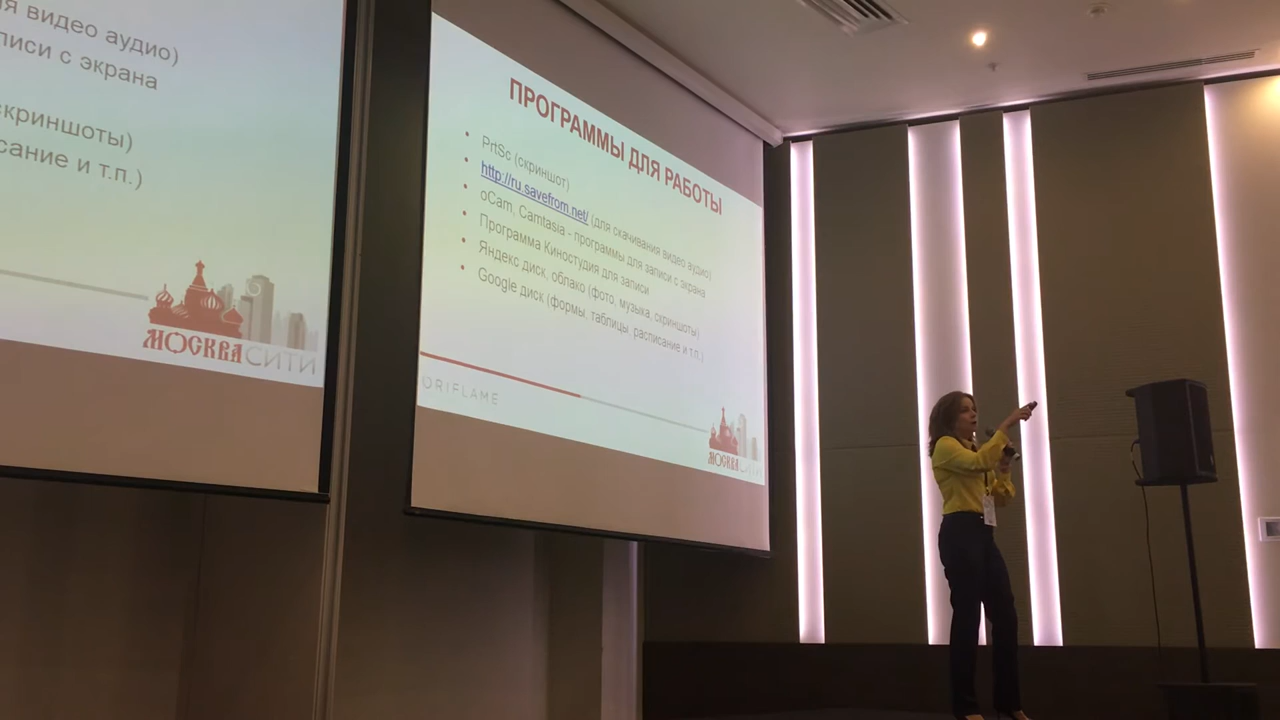 я видео аудио)
писи с экрана
скриншоты)
сание и т.п.)
МОСКВА СИТИ
ПРОГРАММЫ ДЛЯ РАБОТЫ
• PrtSc (скриншот)
• http://ru.savefrom.net/ (для скачивания видео аудио)
• oCam, Camtasia - программы для записи с экрана
• Программа Киностудия для записи
• Яндекс диск, облако (фото, музыка, скриншоты)
• Google диск (формы, таблицы, расписание и т.п.)
ORIFLAME
МОСКВА СИТИ